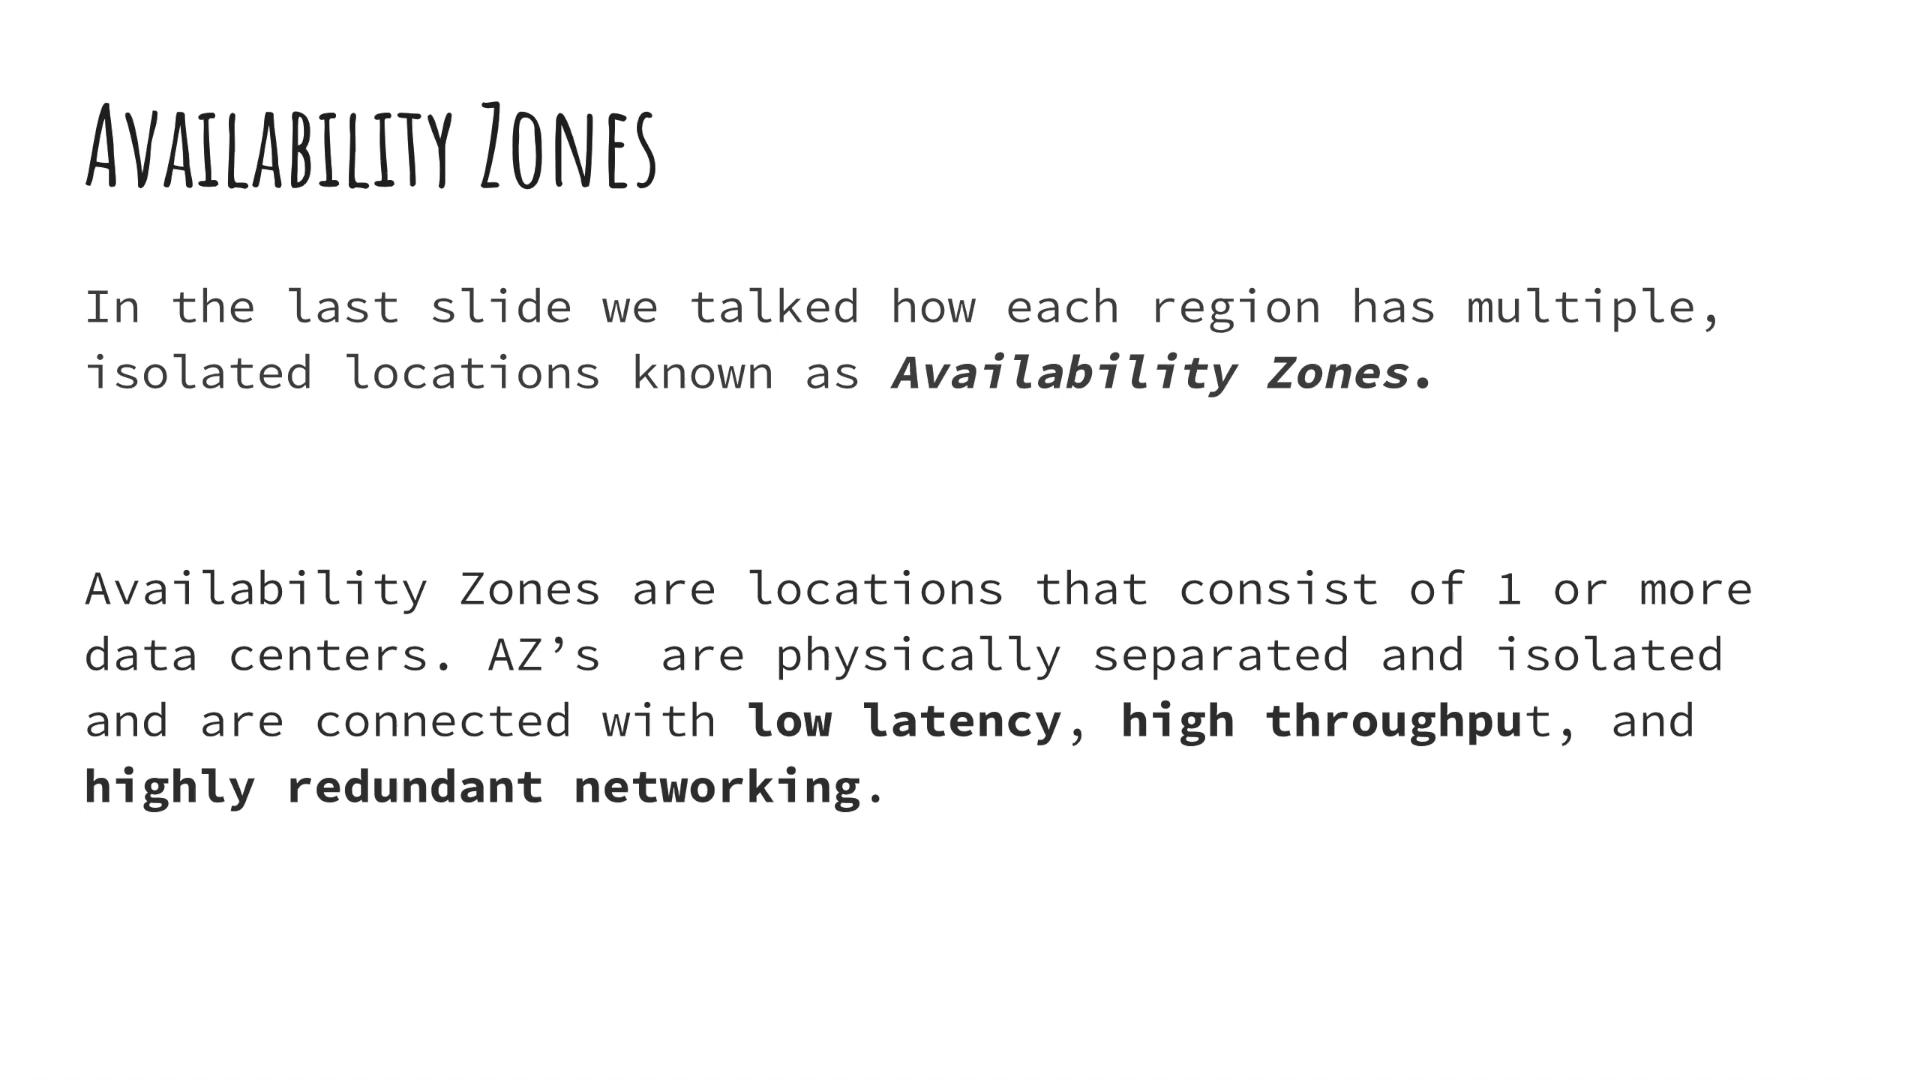 Availability Zones
In the last slide we talked how each region has multiple,
isolated locations known as Availability Zones.
Availability Zones are locations that consist of 1 or more
data centers. AZ’s  are physically separated and isolated
and are connected with low latency, high throughput, and
highly redundant networking.